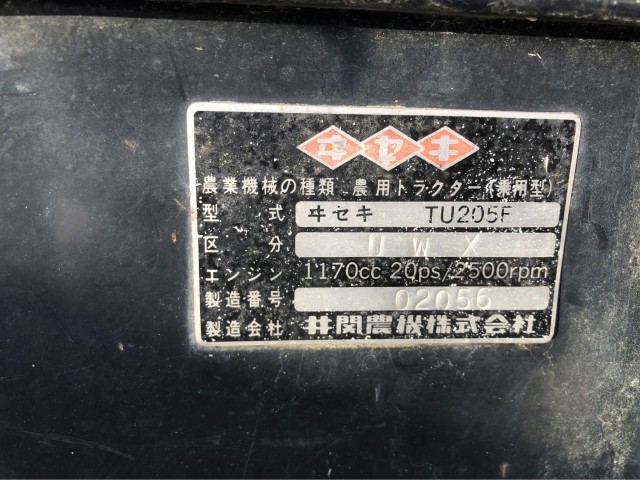 ヰセキ
農業機械の種類 農用トラクター(兼用型)
型式 ヰセキ TU205F
区分 UWX
エンジン 1170cc 20ps/2500rpm
製造番号 02056
製造会社 井関農機株式会社